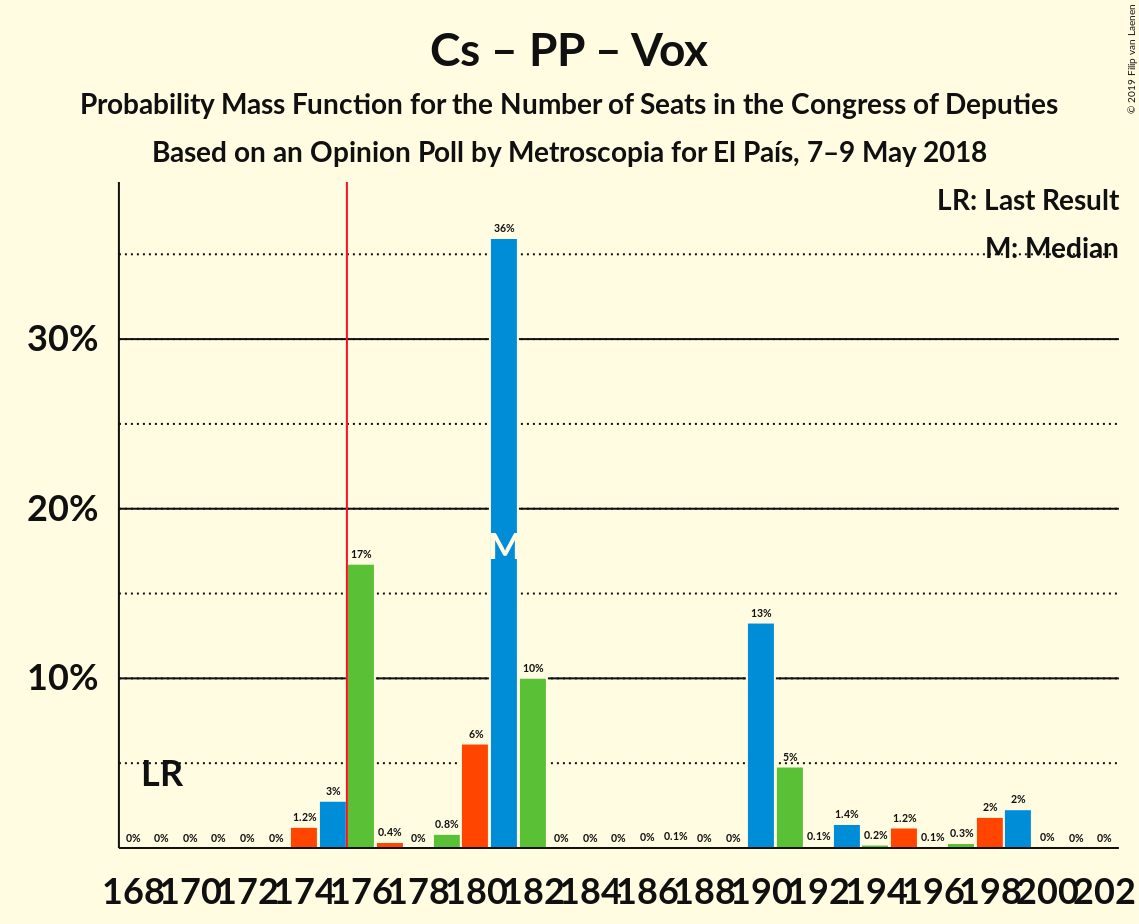 Cs – PP – Vox
Probability Mass Function for the Number of Seats in the Congress of Deputies
Based on an Opinion Poll by Metroscopia for El País, 7–9 May 2018
© 2019 Filip van Laenen
LR: Last Result
M: Median
30%
20%
10%
LR
M
0% 0% 0% 0% 0% 0% 1.2% 3% 17% 0.4% 0% 0.8% 6% 36% 10% 0% 0% 0% 0% 0.1% 0% 0% 13% 5% 0.1% 1.4% 0.2% 1.2% 0.1% 0.3% 2% 2% 0% 0% 0%
168 170 172 174 176 178 180 182 184 186 188 190 192 194 196 198 200 202